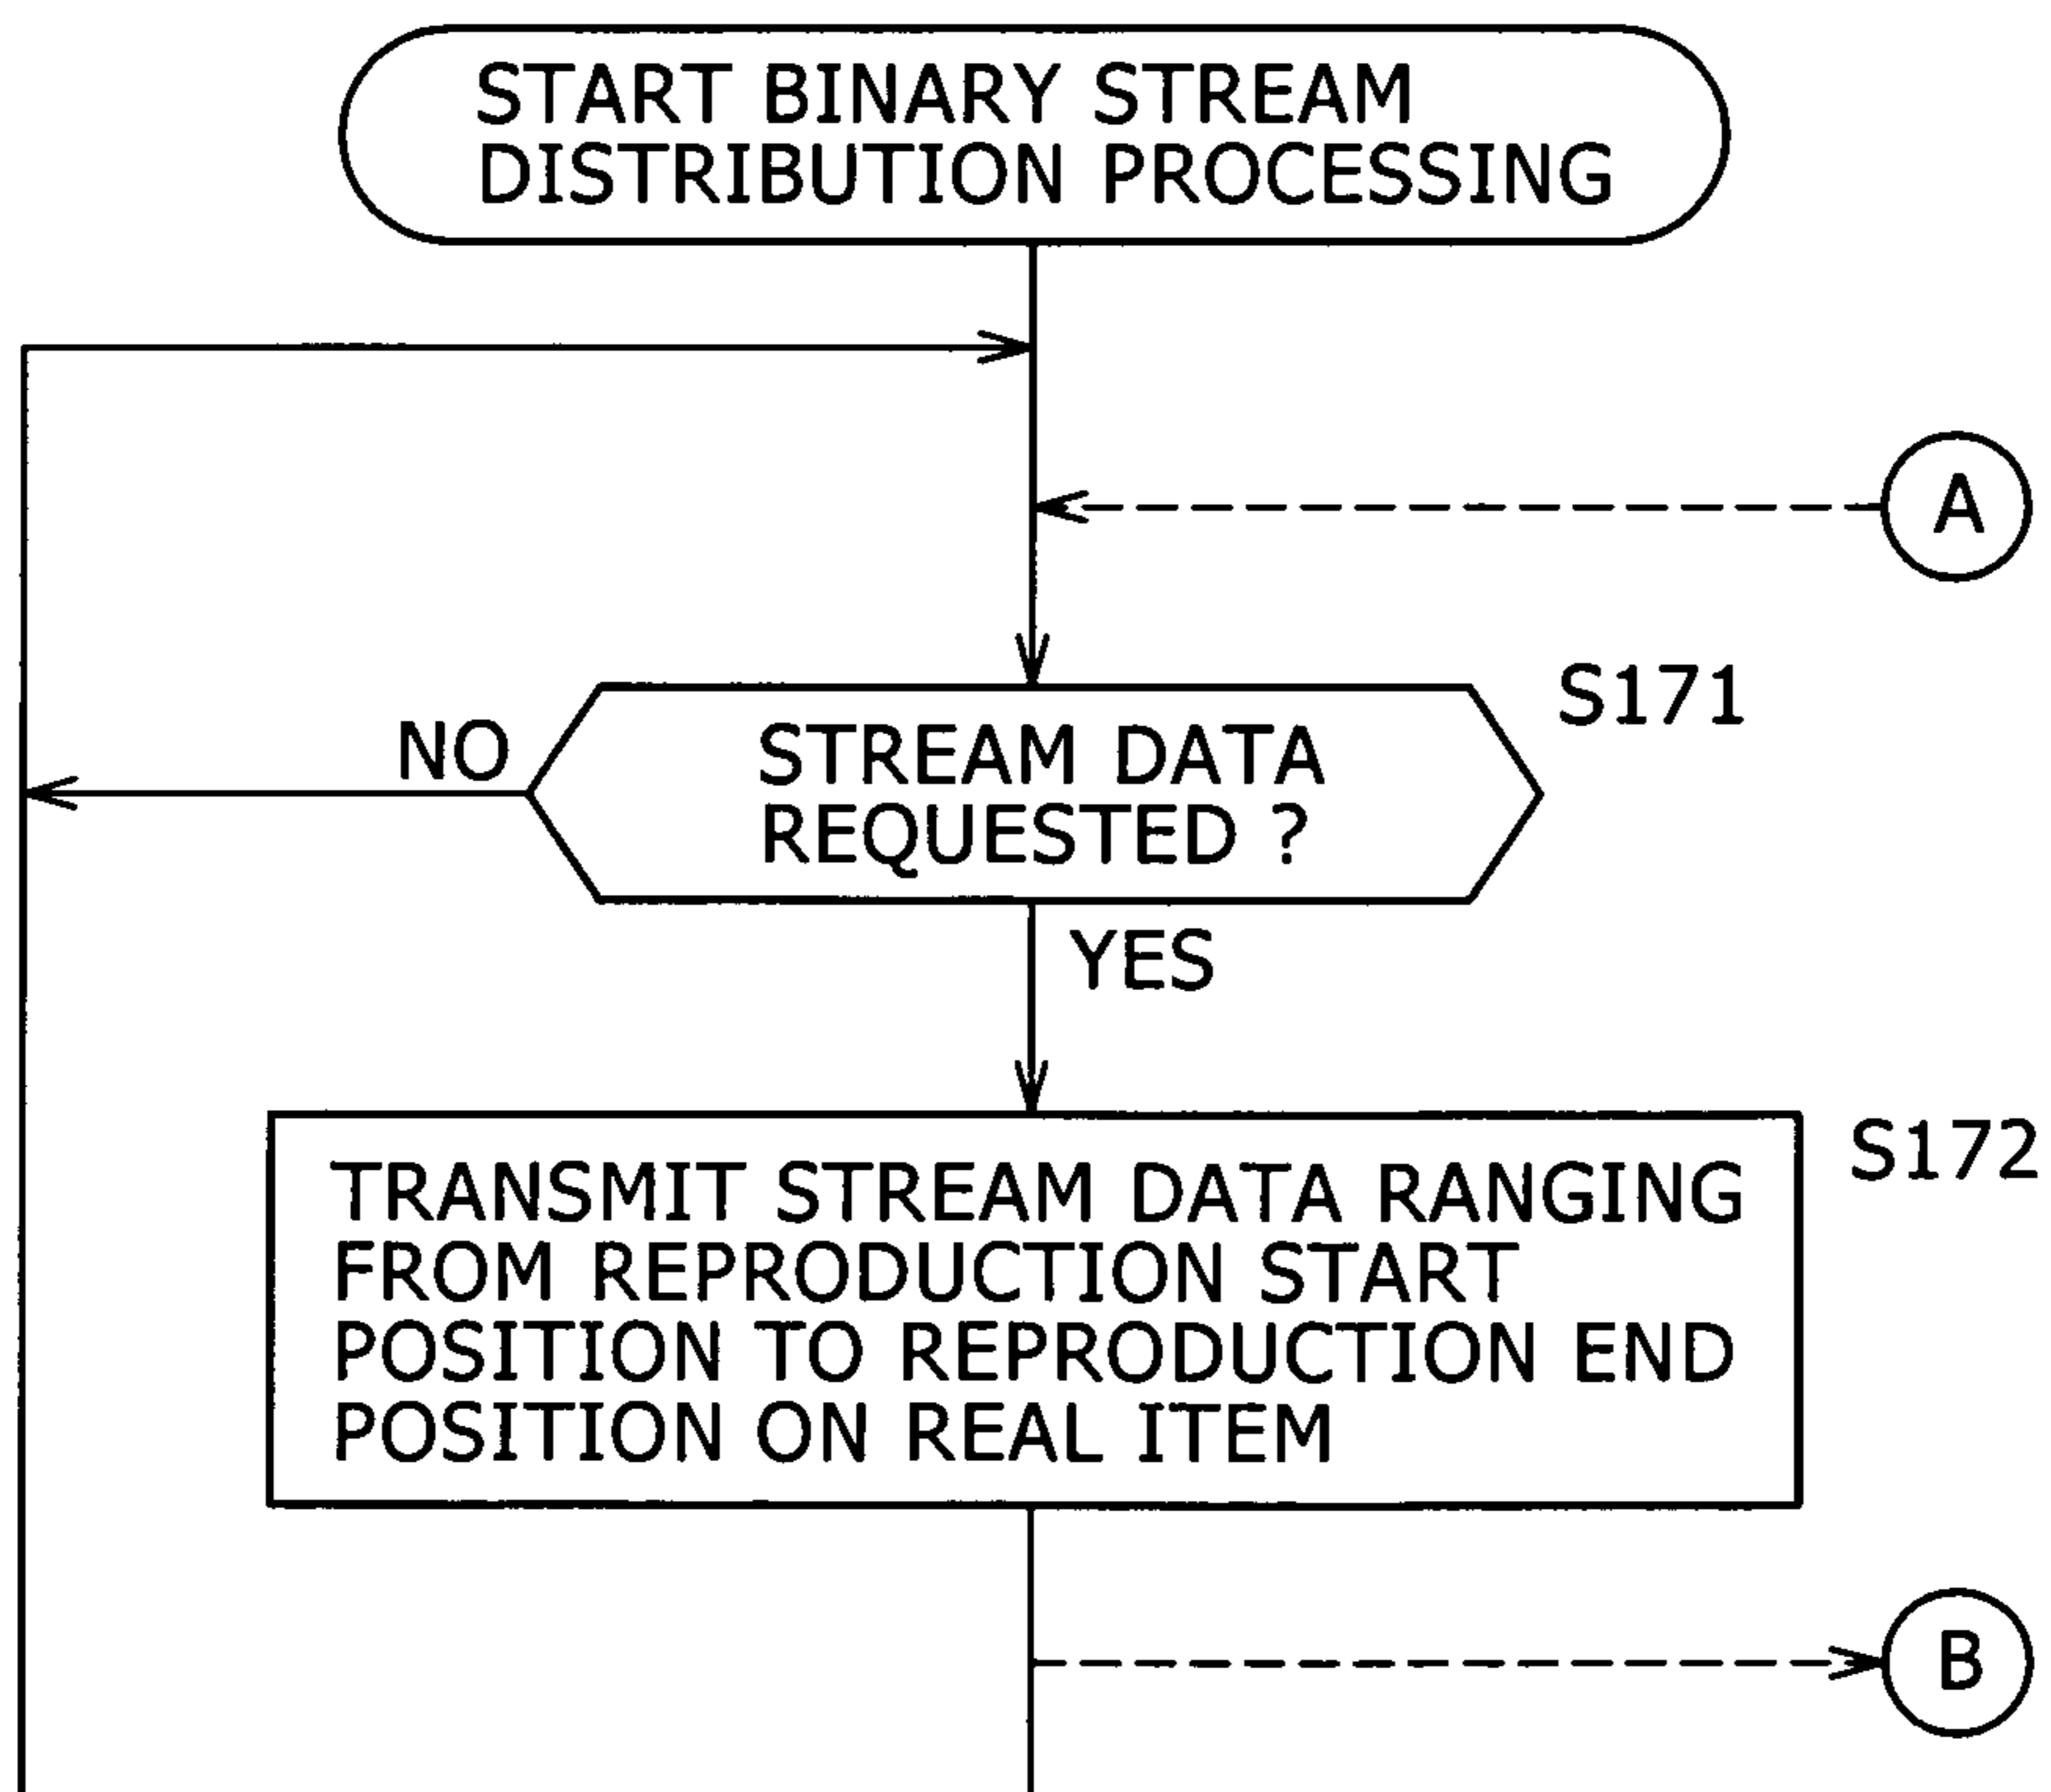 START BINARY STREAM
DISTRIBUTION PROCESSING
A
S171
NO
STREAM DATA
REQUESTED ?
YES
S172
TRANSMIT STREAM DATA RANGING
FROM REPRODUCTION START
POSITION TO REPRODUCTION END
POSITION ON REAL ITEM
B